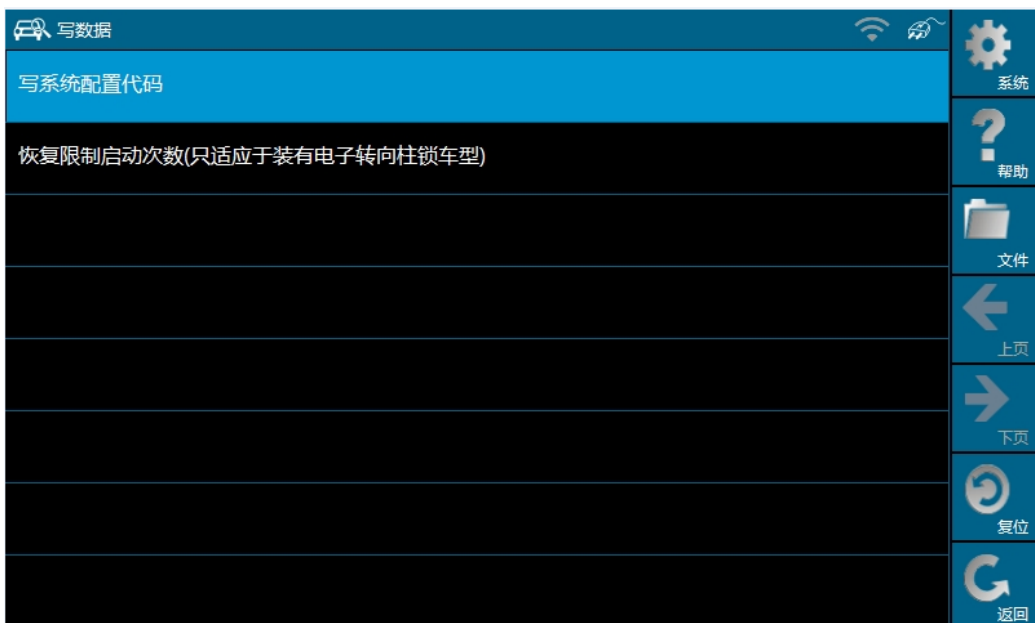 写数据
写系统配置代码
恢复限制启动次数(只适应于装有电子转向柱锁车型)
系统
帮助
文件
上页
下页
复位
返回